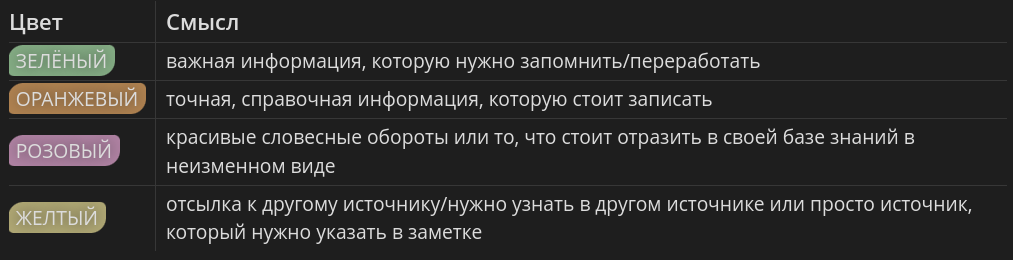 Цвет Смысл
ЗЕЛЁНЫЙ важная информация, которую нужно запомнить/переработать
ОРАНЖЕВЫЙ точная, справочная информация, которую стоит записать
РОЗОВЫЙ красивые словесные обороты или то, что стоит отразить в своей базе знаний в
неизменном виде
ЖЕЛТЫЙ отсылка к другому источнику/нужно узнать в другом источнике или просто источник,
который нужно указать в заметке